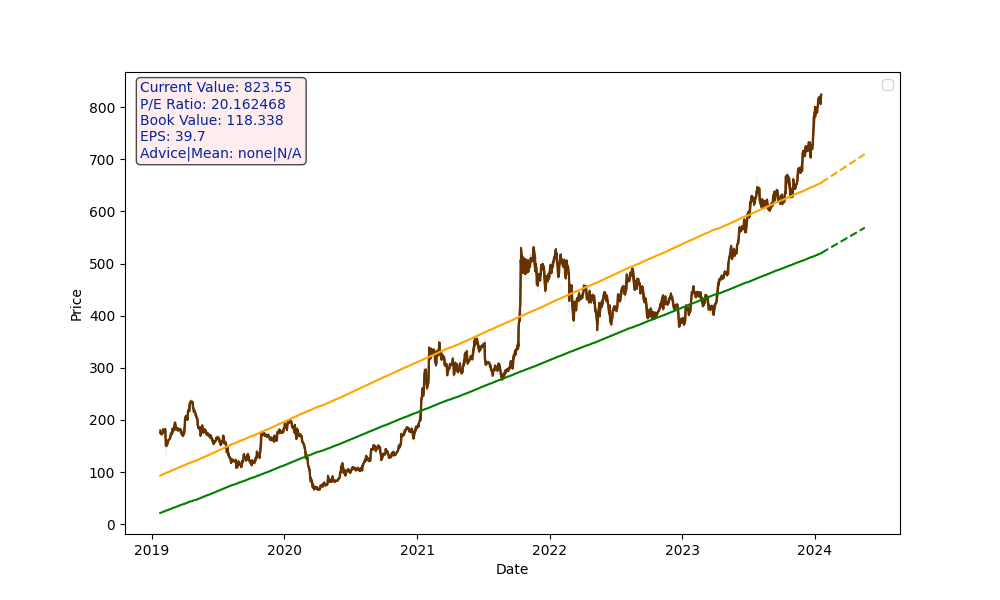 Current Value: 823.55
P/E Ratio: 20.162468
Book Value: 118.338
EPS: 39.7
Advice|Mean: none|N/A
800
700
600
500
400
300
200
100
0
Price
2019 2020 2021 2022 2023 2024
Date